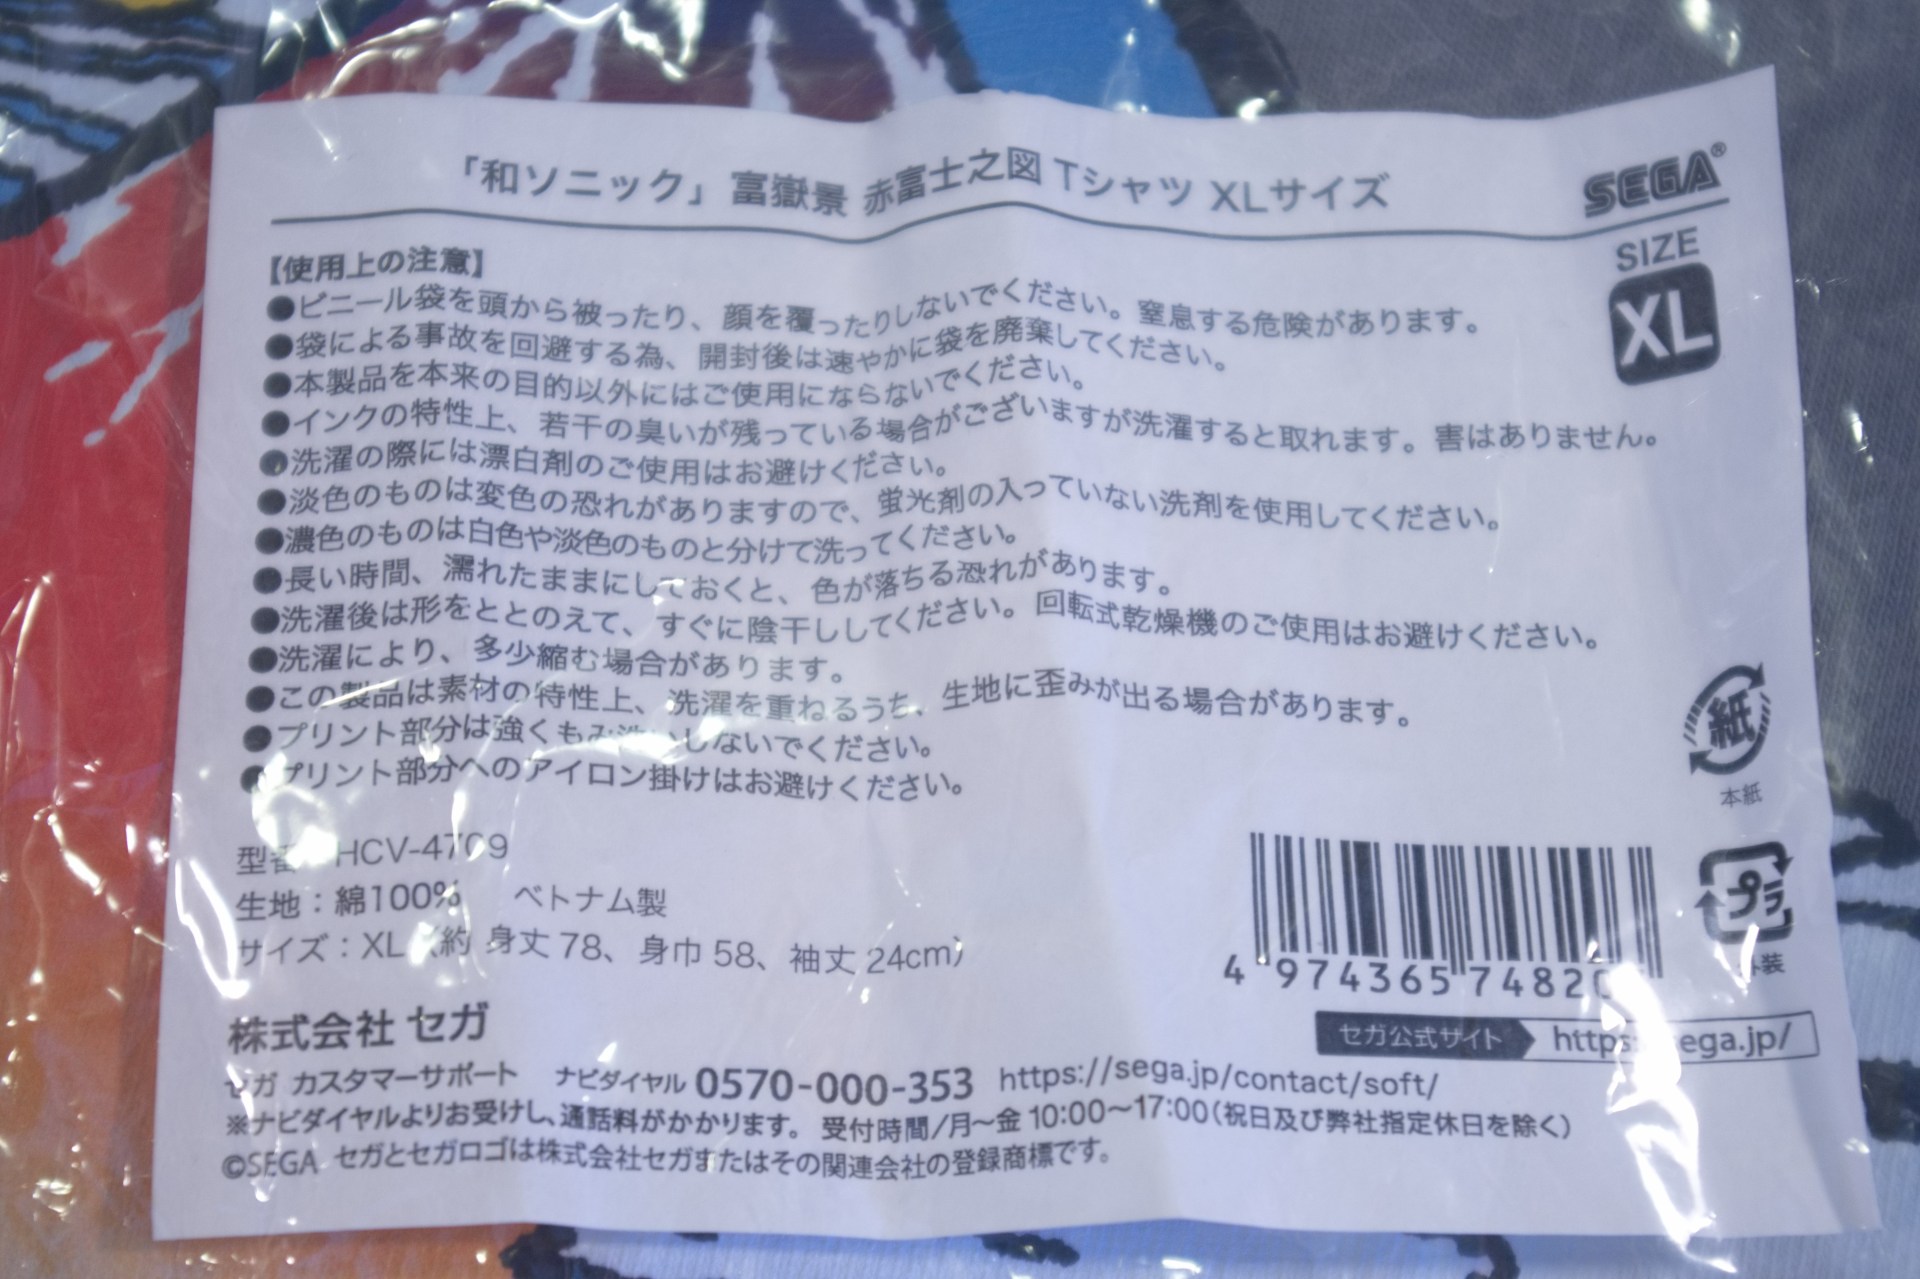 「和ソニック」富嶽景 赤富士之図 Tシャツ XLサイズ
SEGA®
SIZE
XL
【使用上の注意】
●ビニール袋を頭から被ったり、顔を覆ったりしないでください。窒息する危険があります。
●袋による事故を回避する為、開封後は速やかに袋を廃棄してください。
●本製品を本来の目的以外にはご使用にならないでください。
●インクの特性上、若干の臭いが残っている場合がございますが洗濯すると取れます。害はありません。
●洗濯の際には漂白剤のご使用はお避けください。
●淡色のものは変色の恐れがありますので、蛍光剤の入っていない洗剤を使用してください。
●濃色のものは白色や淡色のものと分けて洗ってください。
●長い時間、濡れたままにしておくと、色が落ちる恐れがあります。
●洗濯後は形をととのえて、すぐに陰干ししてください。回転式乾燥機のご使用はお避けください。
●洗濯により、多少縮む場合があります。
●この製品は素材の特性上、洗濯を重ねるうち、生地に歪みが出る場合があります。
●プリント部分は強くもみ洗いしないでください。
●プリント部分へのアイロン掛けはお避けください。
紙
本紙
型番 HCV-4709
生地：綿100% ベトナム製
サイズ：XL（約 身丈 78、身巾 58、袖丈 24cm）
プラ
外装
4 974365 74820
株式会社 セガ
セガ公式サイト https://sega.jp/
セガ カスタマーサポート ナビダイヤル 0570-000-353 https://sega.jp/contact/soft/
※ナビダイヤルよりお受けし、通話料がかかります。受付時間/月〜金 10:00〜17:00（祝日及び弊社指定休日を除く）
©SEGA セガとセガロゴは株式会社セガまたはその関連会社の登録商標です。